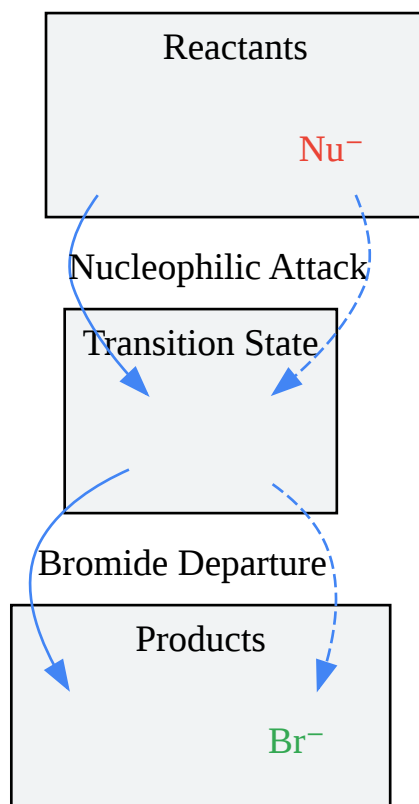 Reactants
Nu⁻
Nucleophilic Attack
Transition State
Bromide Departure
Products
Br⁻